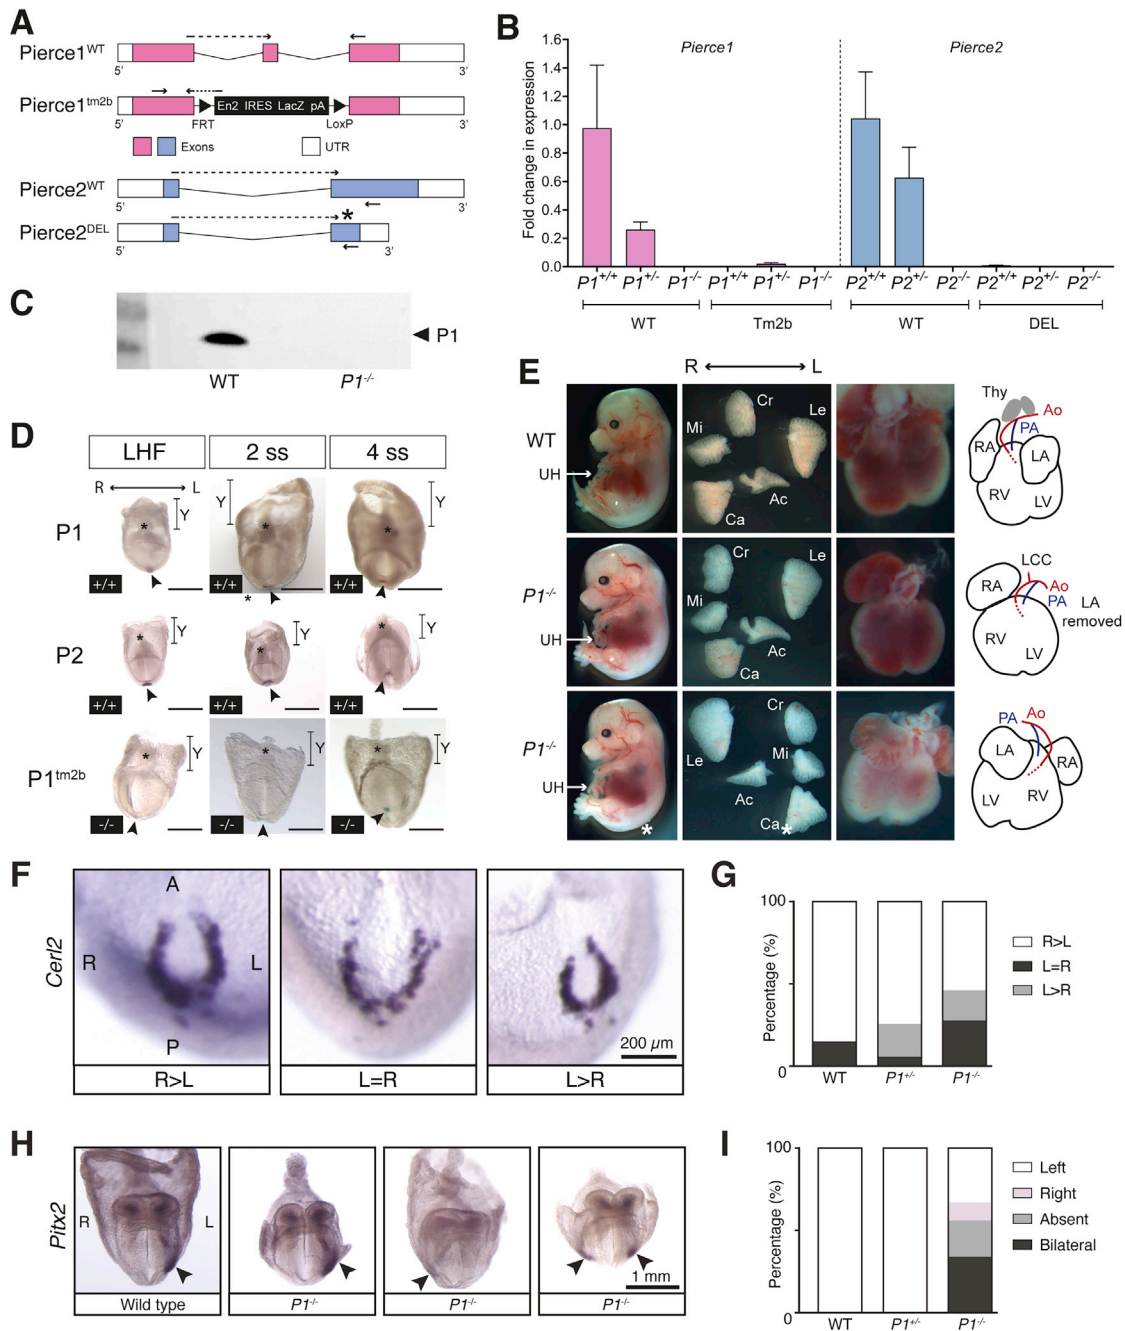 A
Pierce1WT
5'
3'
Pierce1tm2b
En2 IRES LacZ pA
5'
FRT
LoxP
3'
Exons
UTR
Pierce2WT
5'
3'
*
Pierce2DEL
5'
3'
B
Pierce1
Pierce2
Fold change in expression
1.6
1.4
1.2
1.0
0.8
0.6
0.4
0.2
0.0
P1+/+ P1+/- P1-/- P1+/+ P1+/- P1-/- P2+/+ P2+/- P2-/- P2+/+ P2+/- P2-/-
WT
Tm2b
WT
DEL
C
P1
WT
P1-/-
D
LHF
2 ss
4 ss
R
L
P1
Y
Y
Y
*
*
*
+/+
+/+
+/+
*
P2
Y
Y
Y
*
*
*
+/+
+/+
+/+
P1tm2b
Y
Y
Y
*
*
*
-/-
-/-
-/-
E
R
L
WT
UH
Cr
Le
Mi
Ac
Ca
Thy
Ao
PA
RA
LA
RV
LV
P1-/-
UH
Cr
Le
Mi
Ac
Ca
LCC
RA
Ao
PA
LA
removed
RV
LV
P1-/-
UH
*
Cr
Le
Mi
Ac
Ca
*
PA
Ao
LA
RA
LV
RV
F
Cerl2
A
R
L
P
200 µm
R>L
L=R
L>R
G
Percentage (%)
100
0
WT
P1+/-
P1-/-
R>L
L=R
L>R
H
Pitx2
R
L
1 mm
Wild type
P1-/-
P1-/-
P1-/-
I
Percentage (%)
100
0
WT
P1+/-
P1-/-
Left
Right
Absent
Bilateral